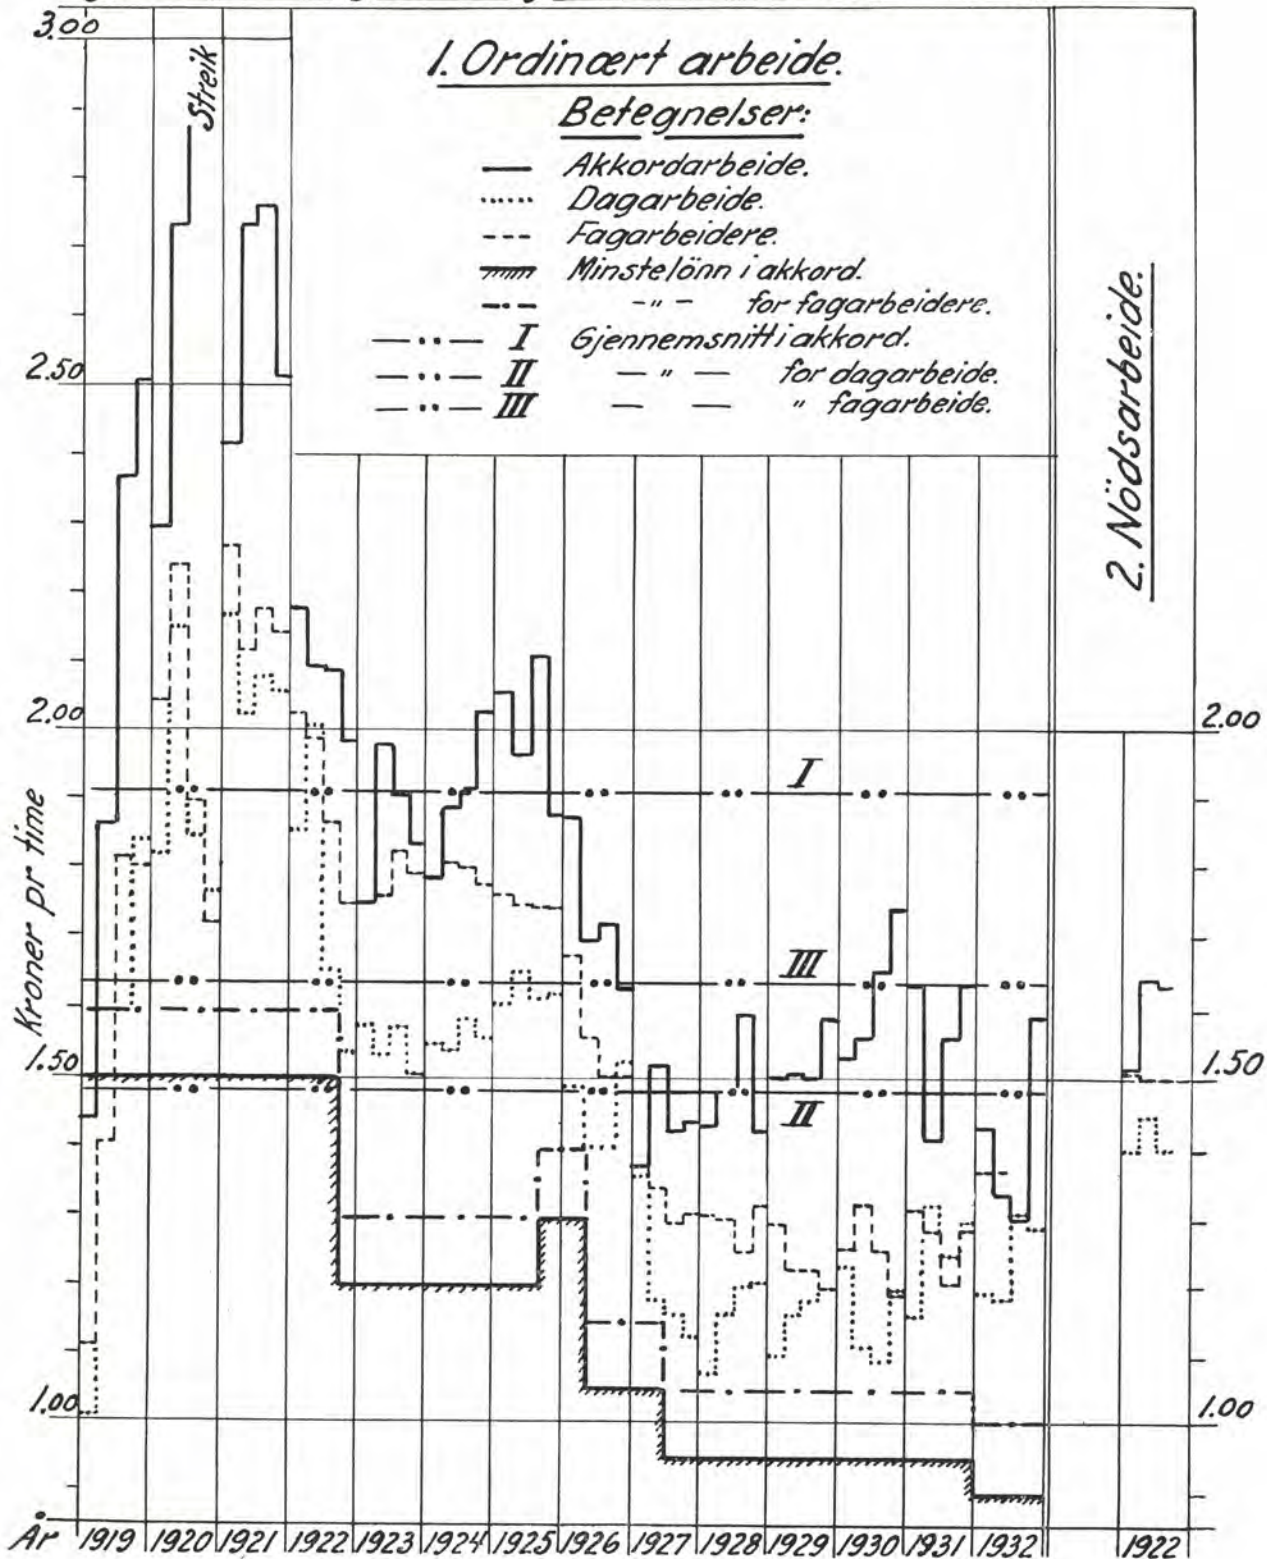 3.00
Streik
1. Ordinært arbeide.
Betegnelser:
Akkordarbeide.
Dagarbeide.
Fagarbeidere.
Minstelönn i akkord.
-"- for fagarbeidere.
I Gjennemsnitt i akkord.
II — " — for dagarbeide.
III — — " fagarbeide.
2.50
2.00
1.50
1.00
Kroner pr time
I
III
II
2. Nödsarbeide.
2.00
1.50
1.00
År 1919 1920 1921 1922 1923 1924 1925 1926 1927 1928 1929 1930 1931 1932 1922